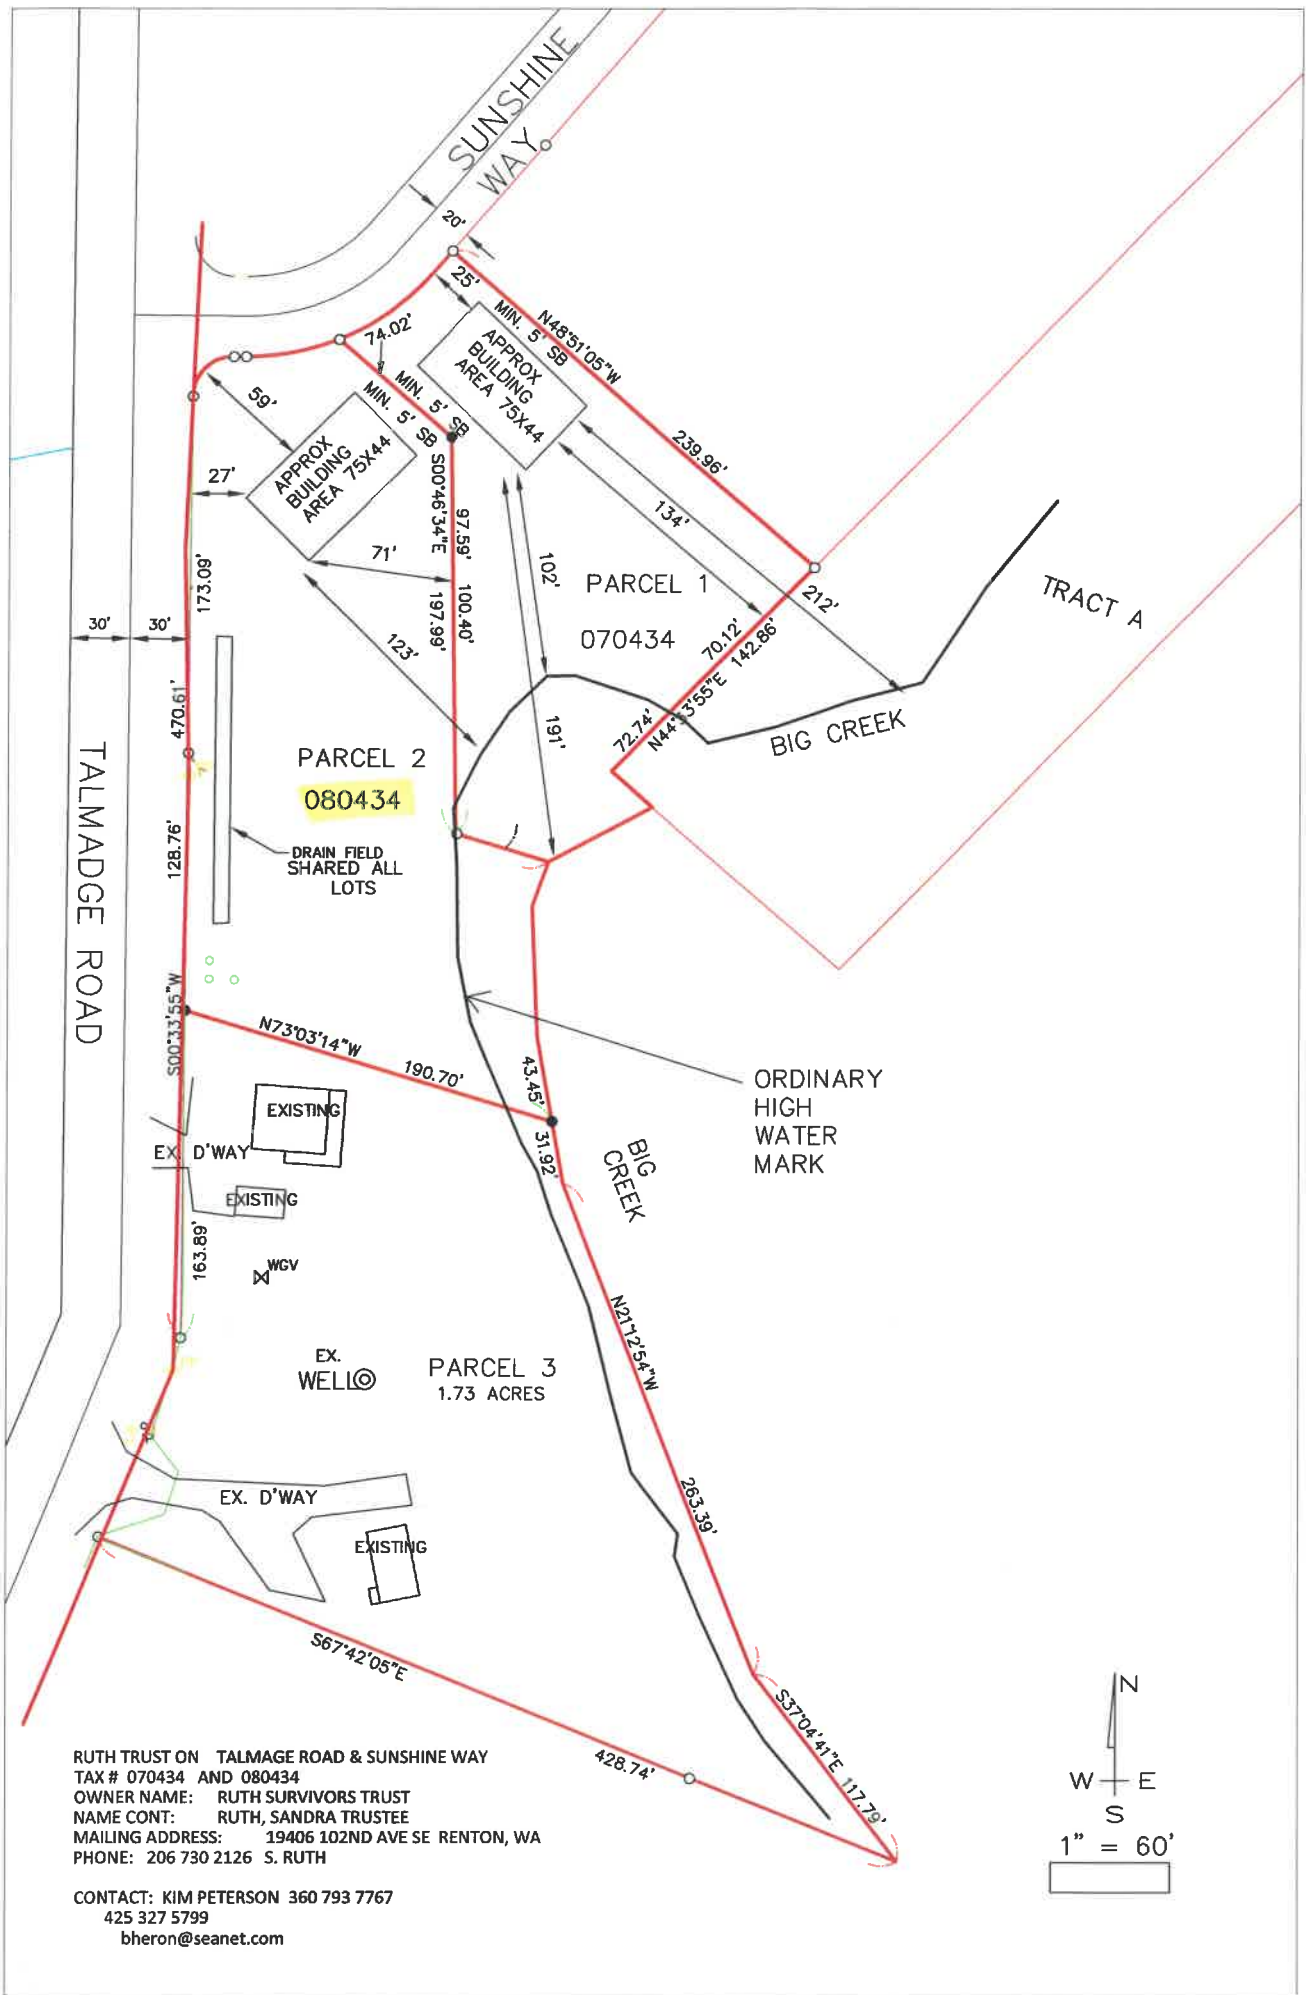 SUNSHINE
WAY
20'
25'
MIN. 5' SB
N48°51'05"W
239.96'
74.02'
MIN. 5' SB
MIN. 5' SB
APPROX
BUILDING
AREA 75X44
59'
APPROX
BUILDING
AREA 75X44
27'
S00°46'34"E
97.59'
100.40'
197.99'
71'
134'
212'
102'
PARCEL 1
070434
TRACT A
173.09'
30'
30'
123'
70.12'
142.86'
72.74'
N44°53'55"E
191'
BIG CREEK
470.61'
PARCEL 2
080434
TALMADGE ROAD
128.76'
DRAIN FIELD
SHARED ALL
LOTS
S00°33'55"W
N73°03'14"W
190.70'
43.45'
31.92'
ORDINARY
HIGH
WATER
MARK
EXISTING
EX. D'WAY
BIG
CREEK
EXISTING
163.89'
WGV
N21°12'54"W
EX.
WELL
PARCEL 3
1.73 ACRES
263.39'
EX. D'WAY
EXISTING
S67°42'05"E
428.74'
S37°04'41"E
117.79'
N
W E
S
1" = 60'
RUTH TRUST ON TALMAGE ROAD & SUNSHINE WAY
TAX # 070434 AND 080434
OWNER NAME: RUTH SURVIVORS TRUST
NAME CONT: RUTH, SANDRA TRUSTEE
MAILING ADDRESS: 19406 102ND AVE SE RENTON, WA
PHONE: 206 730 2126 S. RUTH
CONTACT: KIM PETERSON 360 793 7767
425 327 5799
bheron@seanet.com